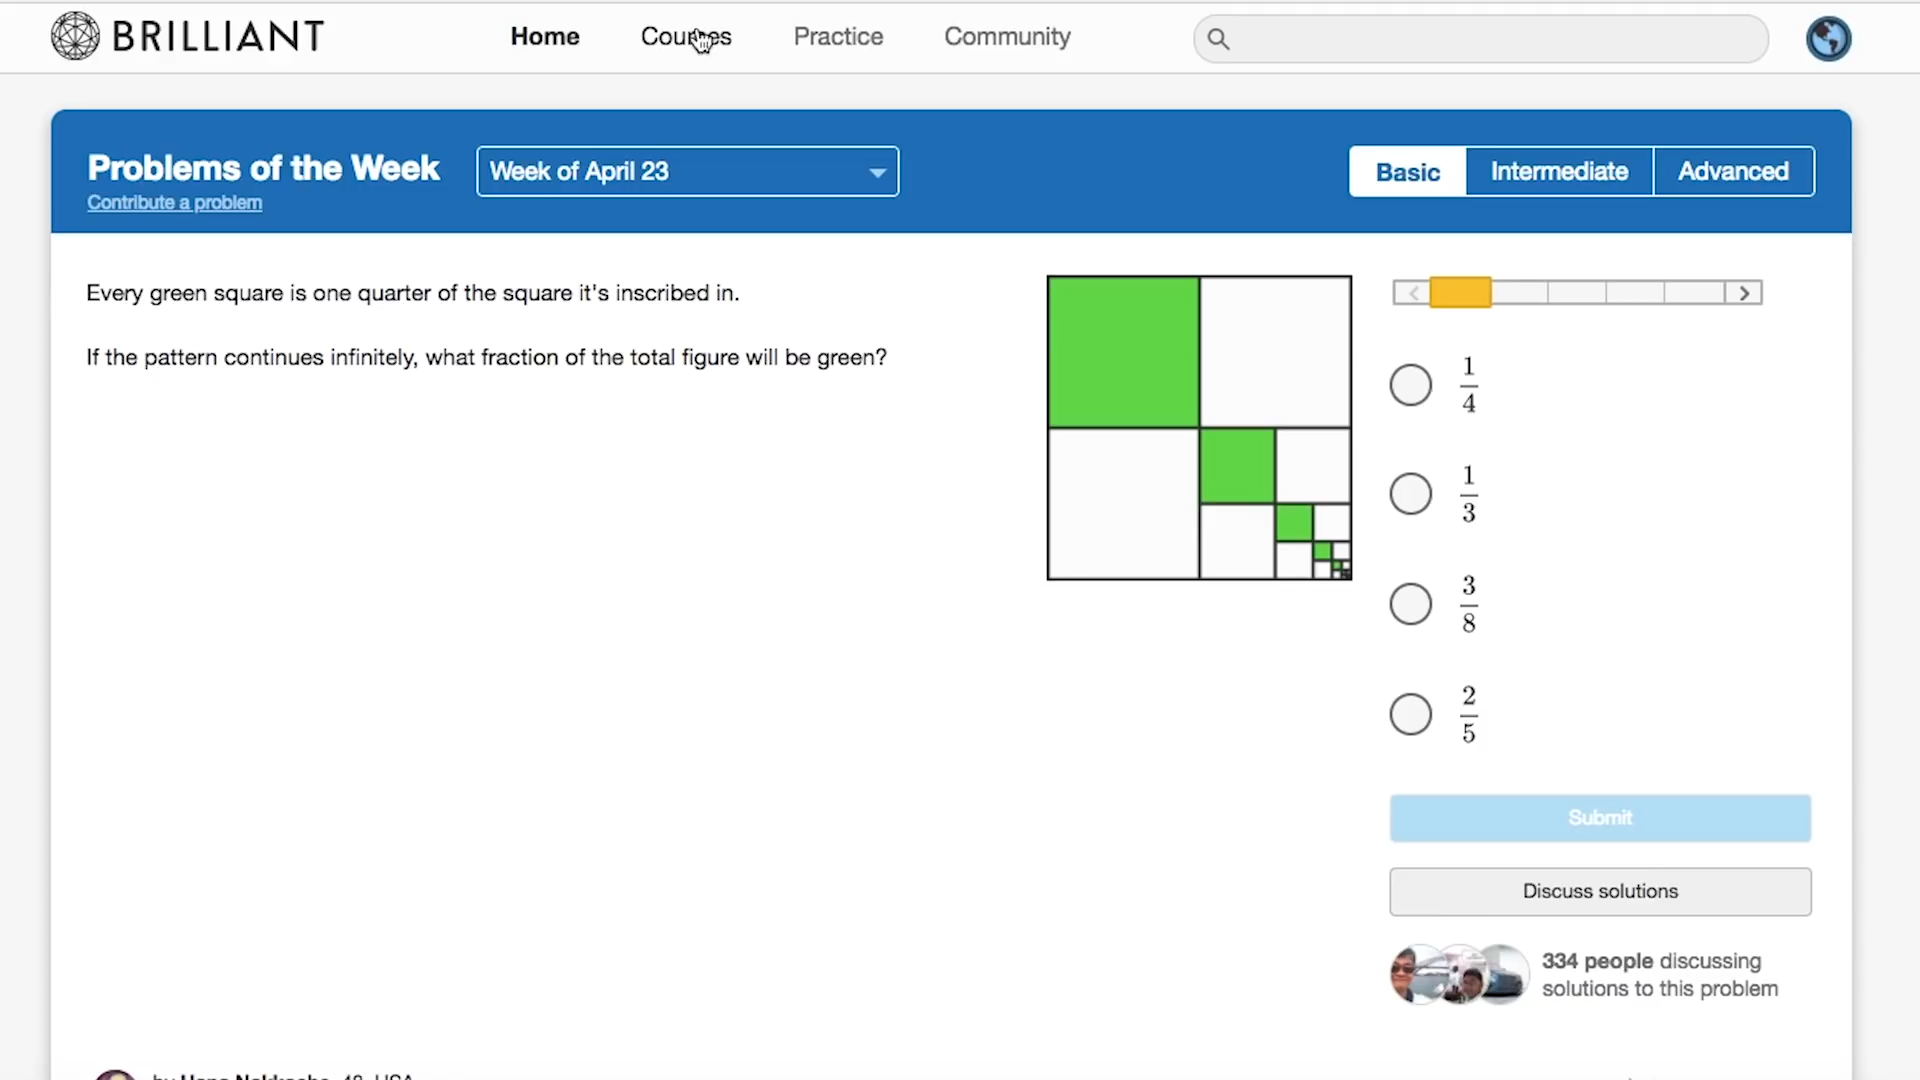 BRILLIANT
Home Courses Practice Community
Problems of the Week
Contribute a problem
Week of April 23
Basic Intermediate Advanced
Every green square is one quarter of the square it's inscribed in.
If the pattern continues infinitely, what fraction of the total figure will be green?
1
4
1
3
3
8
2
5
Submit
Discuss solutions
334 people discussing
solutions to this problem